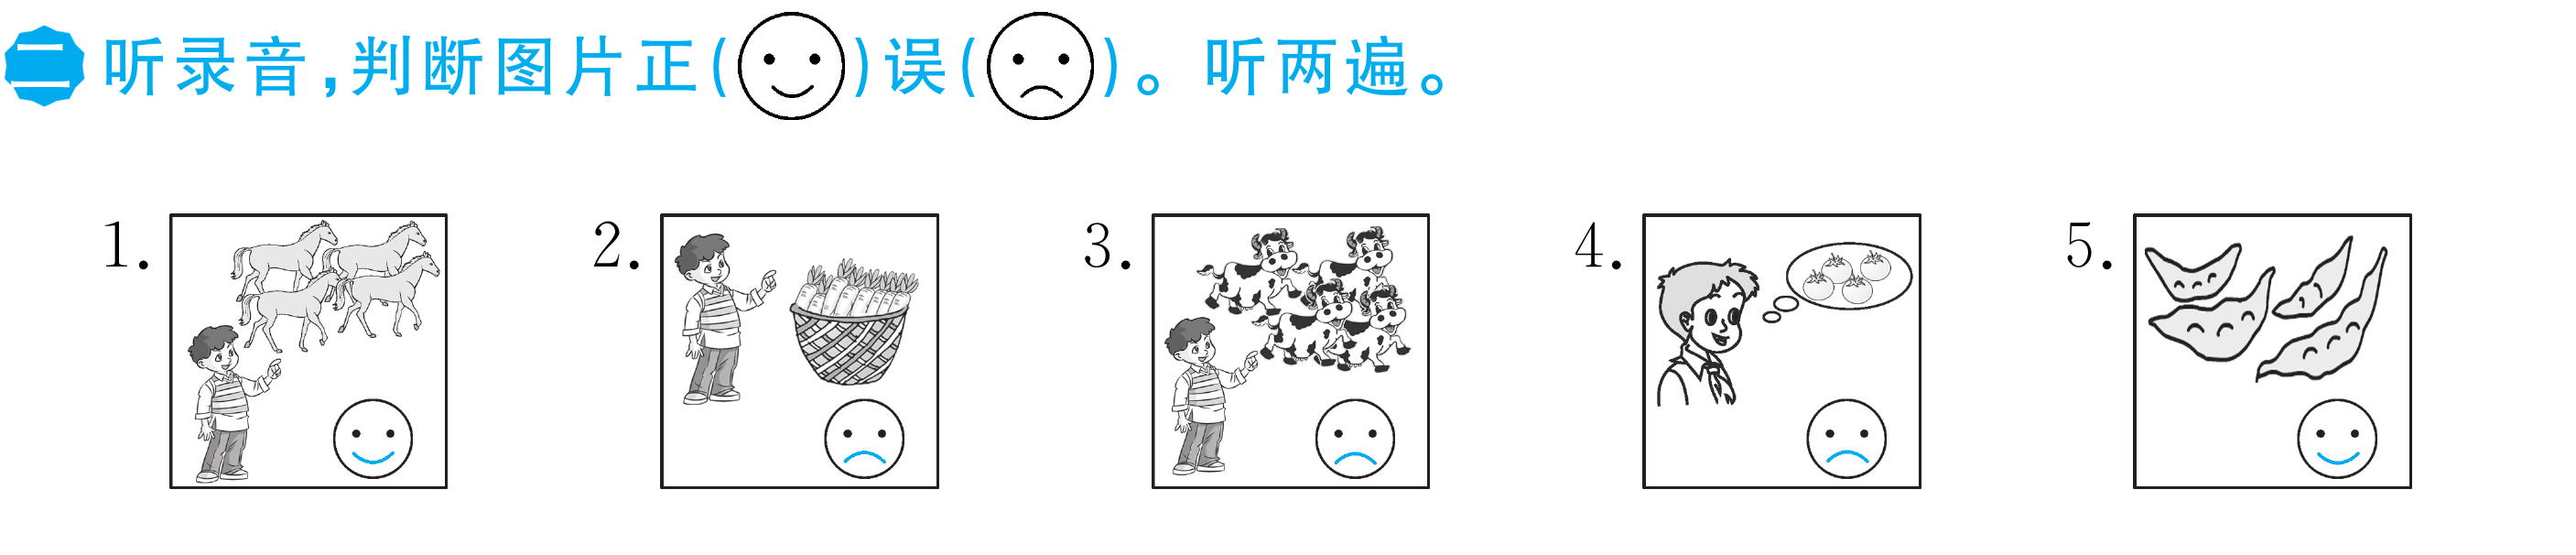 二 听录音,判断图片正( )误( )。听两遍。
1. 2. 3. 4. 5.